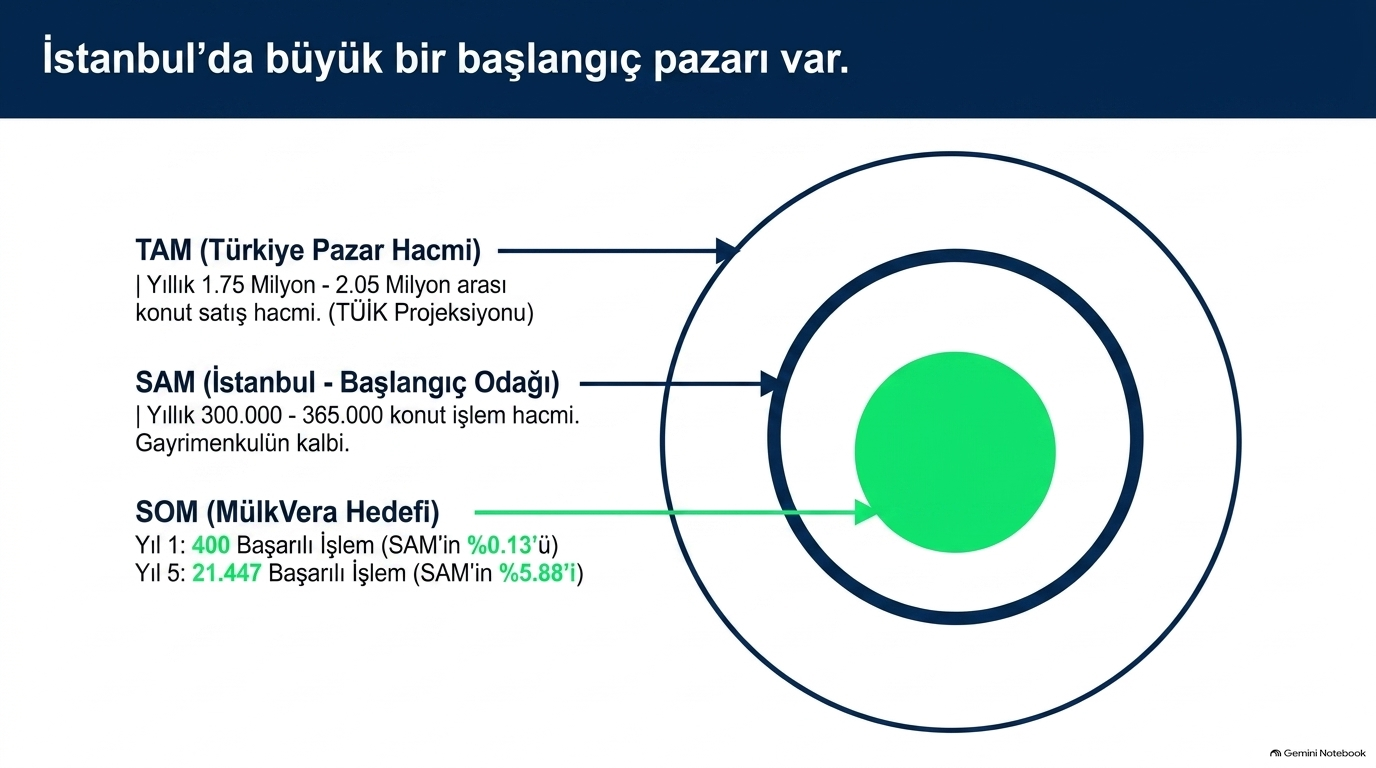 İstanbul’da büyük bir başlangıç pazarı var.
TAM (Türkiye Pazar Hacmi)
| Yıllık 1.75 Milyon - 2.05 Milyon arası
konut satış hacmi. (TÜİK Projeksiyonu)
SAM (İstanbul - Başlangıç Odağı)
| Yıllık 300.000 - 365.000 konut işlem hacmi.
Gayrimenkulün kalbi.
SOM (MülkVera Hedefi)
Yıl 1: 400 Başarılı İşlem (SAM'in %0.13’ü)
Yıl 5: 21.447 Başarılı İşlem (SAM'in %5.88’i)
Gemini Notebook